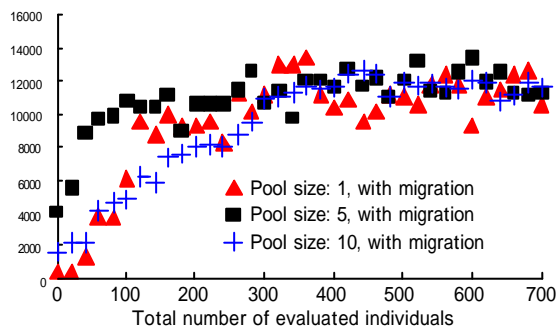 16000
14000
12000
10000
8000
6000
4000
2000
0
Pool size: 1, with migration
Pool size: 5, with migration
Pool size: 10, with migration
0 100 200 300 400 500 600 700
Total number of evaluated individuals